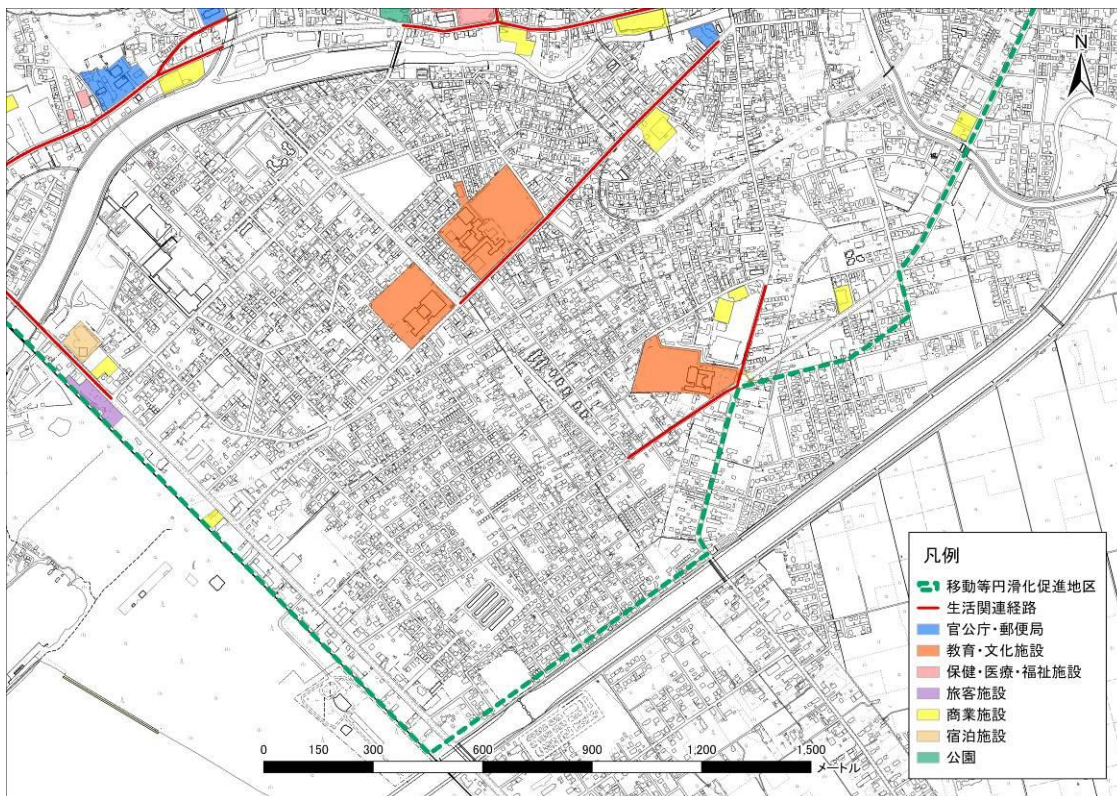 N
凡例
移動等円滑化促進地区
生活関連経路
官公庁・郵便局
教育・文化施設
保健・医療・福祉施設
旅客施設
商業施設
宿泊施設
公園
0 150 300 600 900 1,200 1,500
メートル